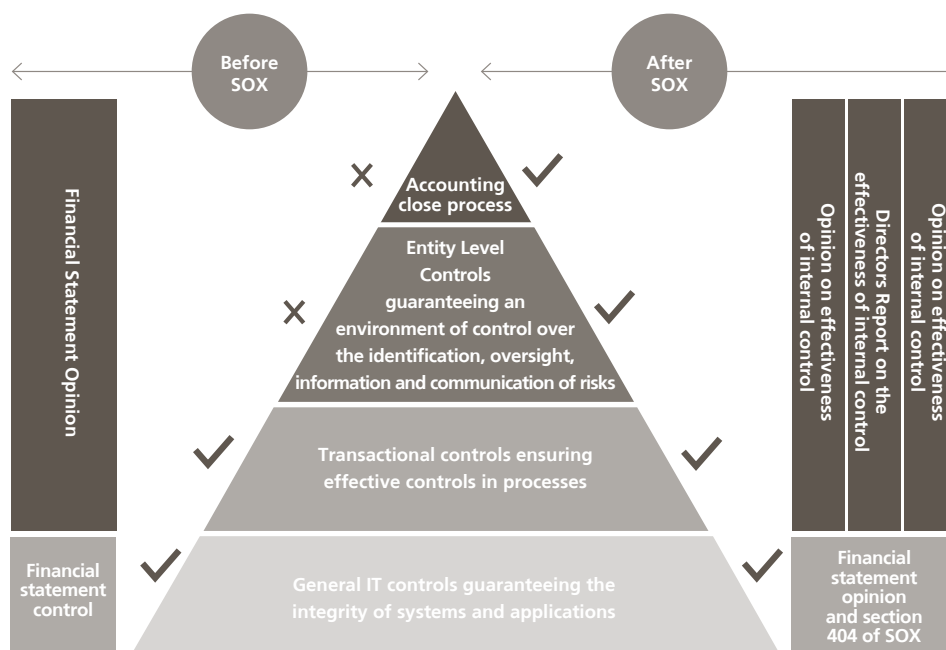 Before
SOX
After
SOX
Financial Statement Opinion
Accounting
close process
Entity Level
Controls
guaranteeing an
environment of control over
the identification, oversight,
information and communication of risks
Transactional controls ensuring
effective controls in processes
General IT controls guaranteeing the
integrity of systems and applications
Opinion on effectiveness
of internal control
Directors Report on the
effectiveness of internal control
Opinion on effectiveness
of internal control
Financial
statement
control
Financial
statement
opinion
and section
404 of SOX